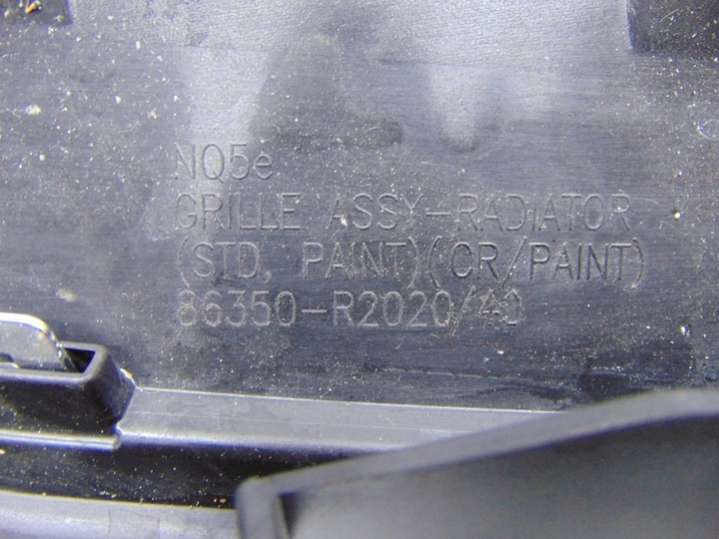 NQ5e
GRILLE ASSY-RADIATOR
(STD, PAINT)(CR/PAINT)
86350-R2020/40